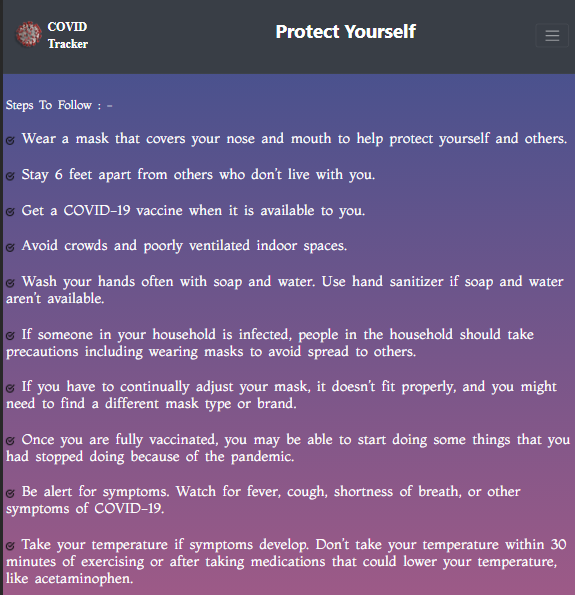 COVID
Tracker
Protect Yourself
Steps To Follow : -
Wear a mask that covers your nose and mouth to help protect yourself and others.
Stay 6 feet apart from others who don't live with you.
Get a COVID-19 vaccine when it is available to you.
Avoid crowds and poorly ventilated indoor spaces.
Wash your hands often with soap and water. Use hand sanitizer if soap and water
aren't available.
If someone in your household is infected, people in the household should take
precautions including wearing masks to avoid spread to others.
If you have to continually adjust your mask, it doesn't fit properly, and you might
need to find a different mask type or brand.
Once you are fully vaccinated, you may be able to start doing some things that you
had stopped doing because of the pandemic.
Be alert for symptoms. Watch for fever, cough, shortness of breath, or other
symptoms of COVID-19.
Take your temperature if symptoms develop. Don't take your temperature within 30
minutes of exercising or after taking medications that could lower your temperature,
like acetaminophen.